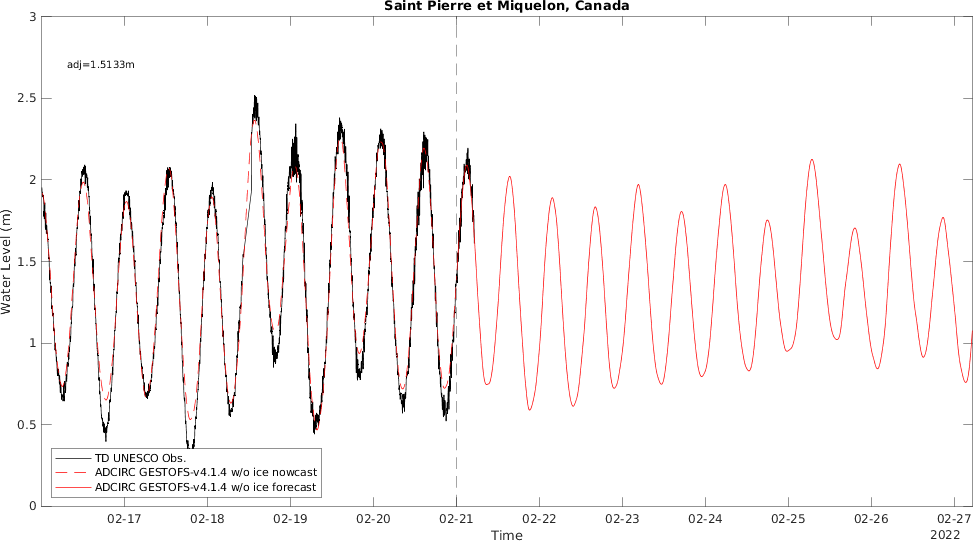 Saint Pierre et Miquelon, Canada
adj=1.5133m
3
2.5
2
1.5
1
0.5
0
Water Level (m)
TD UNESCO Obs.
ADCIRC GESTOFS-v4.1.4 w/o ice nowcast
ADCIRC GESTOFS-v4.1.4 w/o ice forecast
02-17 02-18 02-19 02-20 02-21 02-22 02-23 02-24 02-25 02-26 02-27
Time
2022